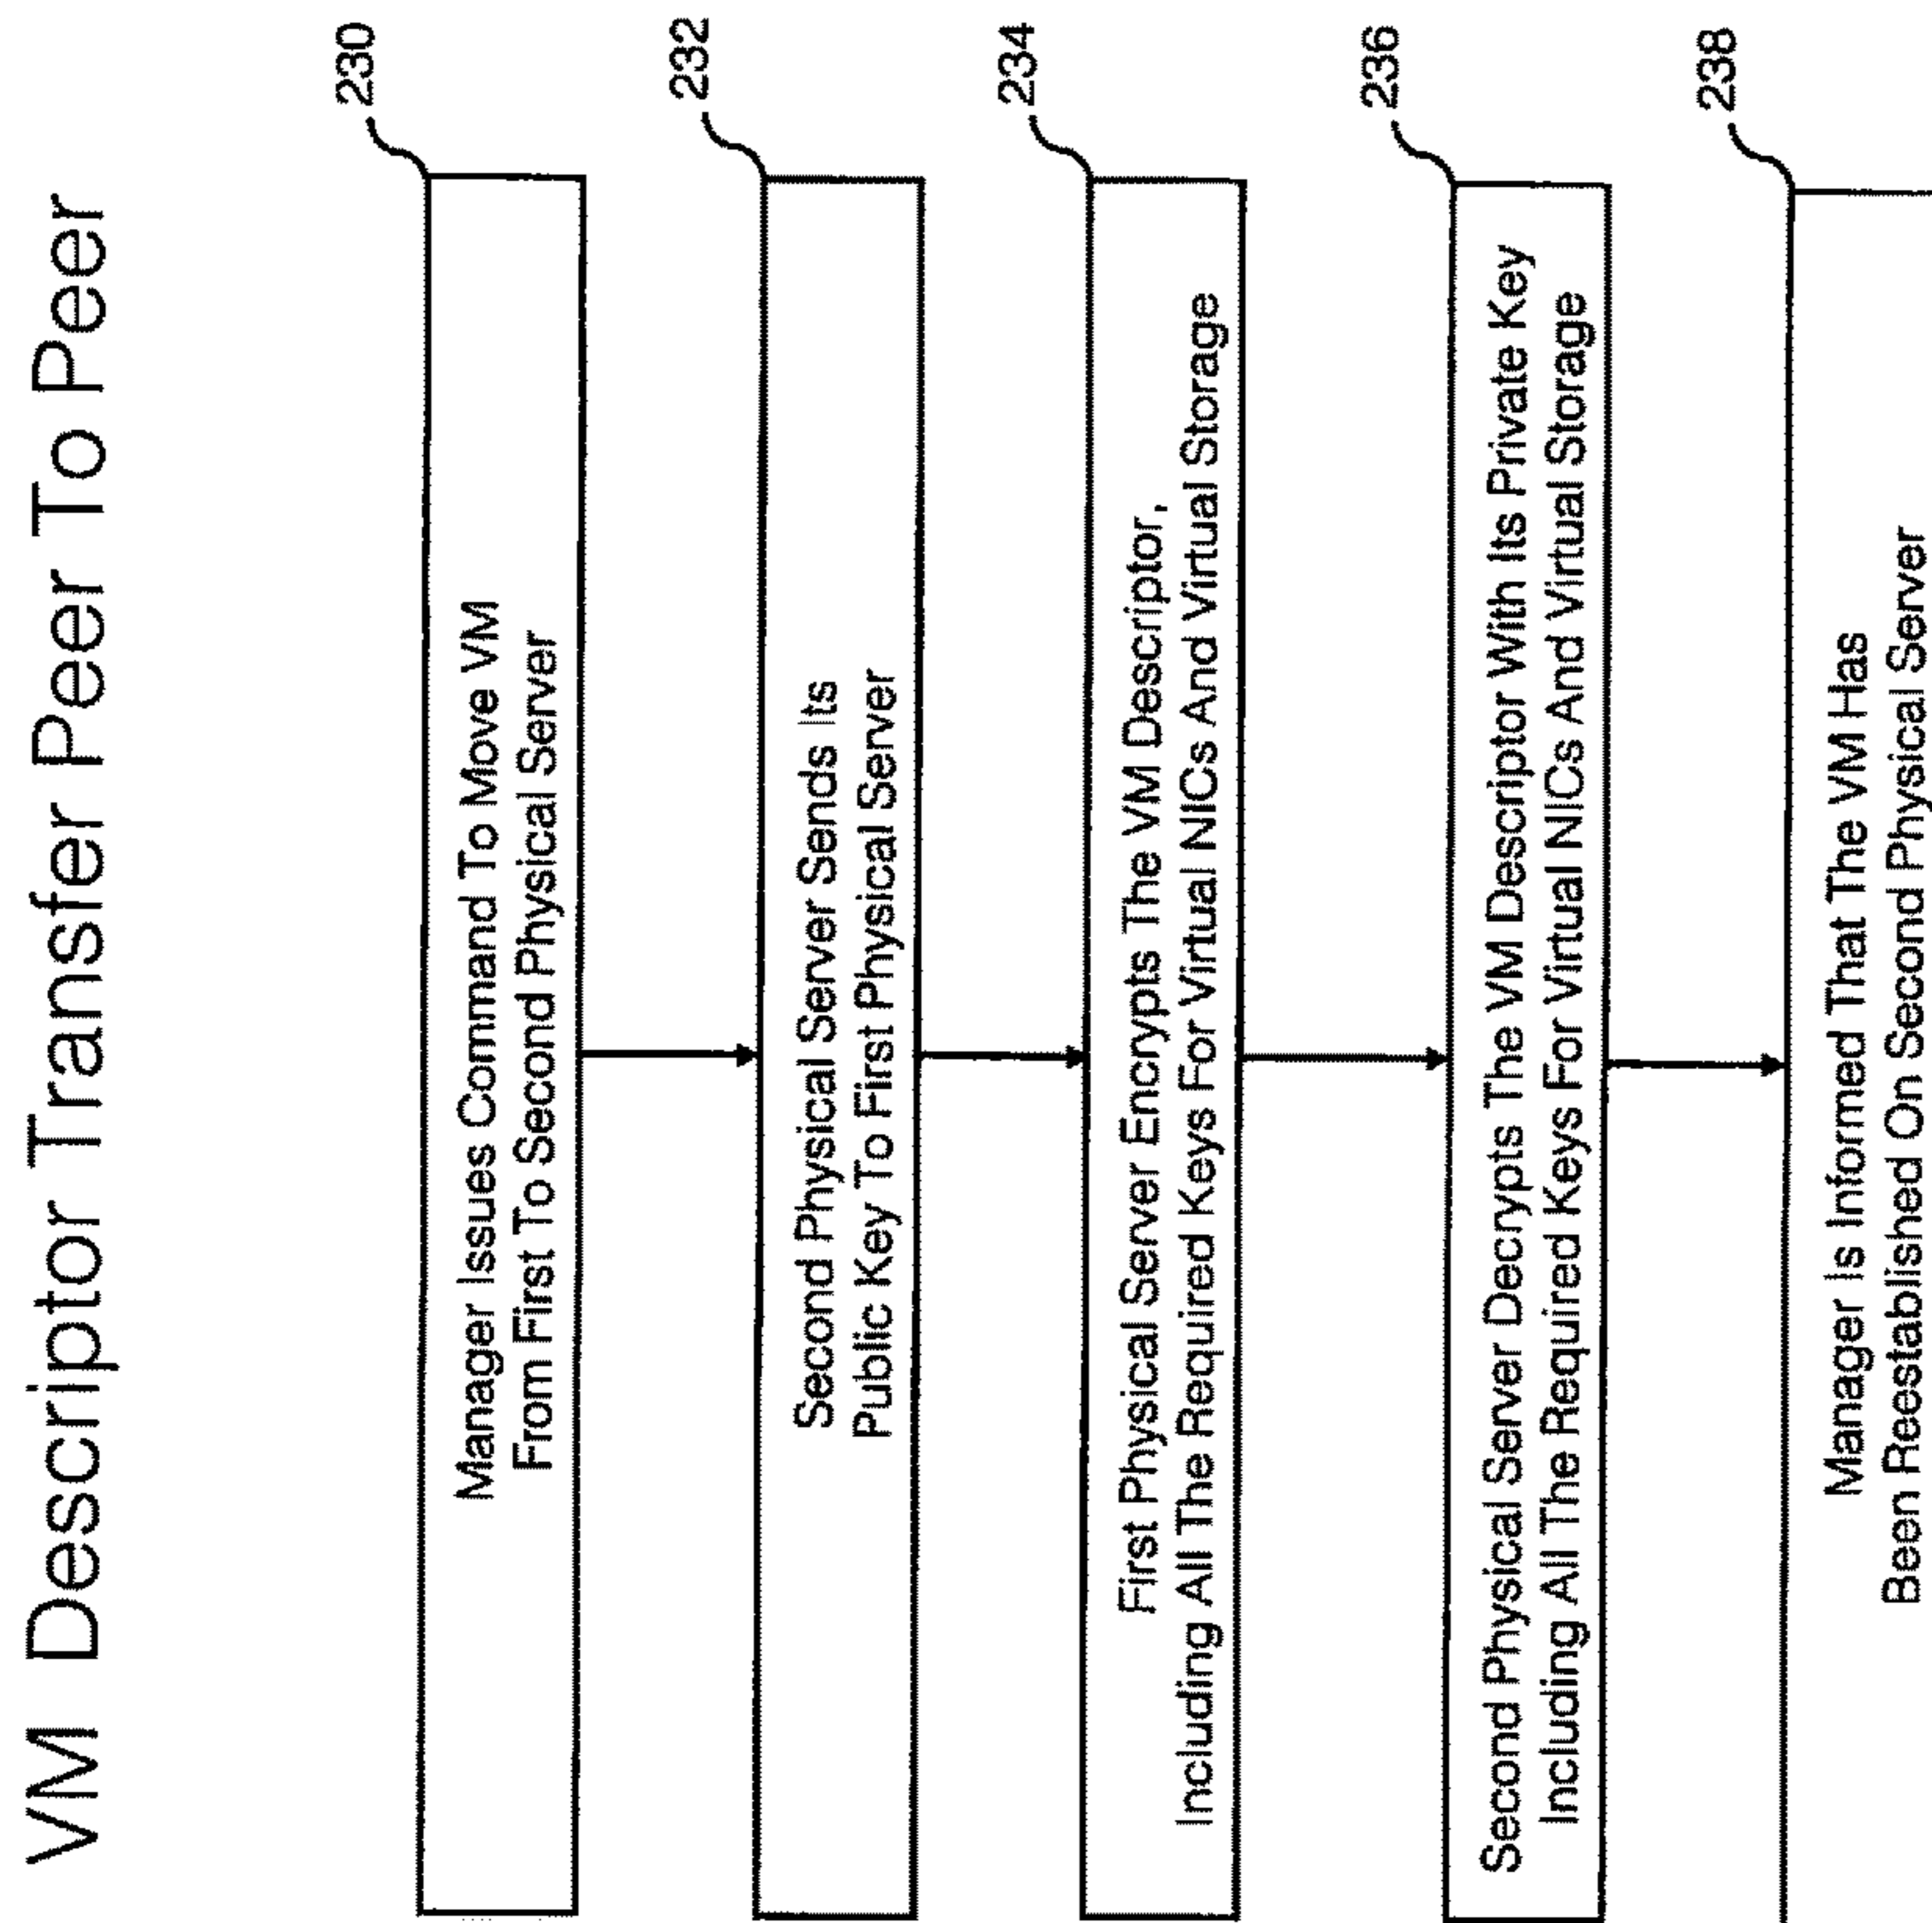 VM Descriptor Transfer Peer To Peer
230
Manager Issues Command To Move VM
From First To Second Physical Server
232
Second Physical Server Sends Its
Public Key To First Physical Server
234
First Physical Server Encrypts The VM Descriptor,
Including All The Required Keys For Virtual NICs And Virtual Storage
236
Second Physical Server Decrypts The VM Descriptor With Its Private Key
Including All The Required Keys For Virtual NICs And Virtual Storage
238
Manager Is Informed That The VM Has
Been Reestablished On Second Physical Server